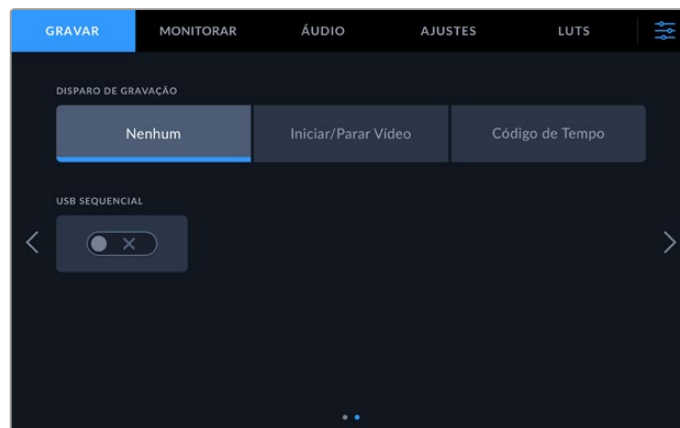 GRAVAR MONITORAR ÁUDIO AJUSTES LUTS
DISPARO DE GRAVAÇÃO
Nenhum Iniciar/Parar Vídeo Código de Tempo
USB SEQUENCIAL